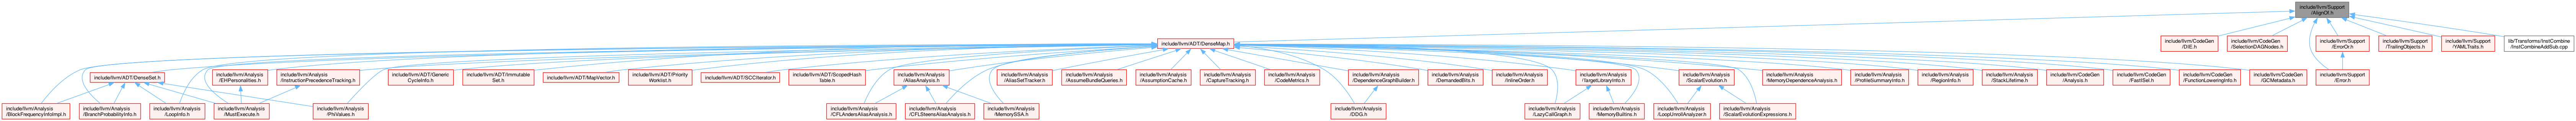 include/llvm/Support
/AlignOf.h
include/llvm/ADT/DenseMap.h
include/llvm/CodeGen
/DIE.h
include/llvm/CodeGen
/SelectionDAGNodes.h
include/llvm/Support
/ErrorOr.h
include/llvm/Support
/TrailingObjects.h
include/llvm/Support
/YAMLTraits.h
lib/Transforms/InstCombine
/InstCombineAddSub.cpp
include/llvm/ADT/DenseSet.h
include/llvm/Analysis
/EHPersonalities.h
include/llvm/Analysis
/InstructionPrecedenceTracking.h
include/llvm/ADT/Generic
CycleInfo.h
include/llvm/ADT/Immutable
Set.h
include/llvm/ADT/MapVector.h
include/llvm/ADT/Priority
Worklist.h
include/llvm/ADT/SCCIterator.h
include/llvm/ADT/ScopedHash
Table.h
include/llvm/Analysis
/AliasAnalysis.h
include/llvm/Analysis
/AliasSetTracker.h
include/llvm/Analysis
/AssumeBundleQueries.h
include/llvm/Analysis
/AssumptionCache.h
include/llvm/Analysis
/CaptureTracking.h
include/llvm/Analysis
/CodeMetrics.h
include/llvm/Analysis
/DependenceGraphBuilder.h
include/llvm/Analysis
/DemandedBits.h
include/llvm/Analysis
/InlineOrder.h
include/llvm/Analysis
/TargetLibraryInfo.h
include/llvm/Analysis
/ScalarEvolution.h
include/llvm/Analysis
/MemoryDependenceAnalysis.h
include/llvm/Analysis
/ProfileSummaryInfo.h
include/llvm/Analysis
/RegionInfo.h
include/llvm/Analysis
/StackLifetime.h
include/llvm/CodeGen
/Analysis.h
include/llvm/CodeGen
/FastISel.h
include/llvm/CodeGen
/FunctionLoweringInfo.h
include/llvm/CodeGen
/GCMetadata.h
include/llvm/Support
/Error.h
include/llvm/Analysis
/BlockFrequencyInfoImpl.h
include/llvm/Analysis
/BranchProbabilityInfo.h
include/llvm/Analysis
/LoopInfo.h
include/llvm/Analysis
/MustExecute.h
include/llvm/Analysis
/PhiValues.h
include/llvm/Analysis
/CFLAndersAliasAnalysis.h
include/llvm/Analysis
/CFLSteensAliasAnalysis.h
include/llvm/Analysis
/MemorySSA.h
include/llvm/Analysis
/DDG.h
include/llvm/Analysis
/LazyCallGraph.h
include/llvm/Analysis
/MemoryBuiltins.h
include/llvm/Analysis
/LoopUnrollAnalyzer.h
include/llvm/Analysis
/ScalarEvolutionExpressions.h